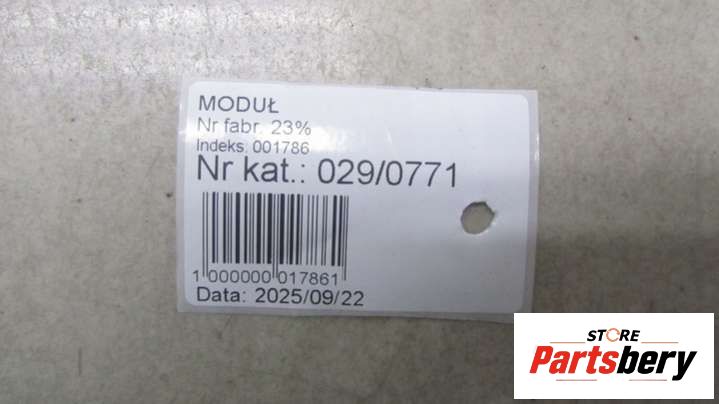 MODUŁ
Nr fabr. 23%
Indeks. 001786
Nr kat.: 029/0771
1 000000 017861
Data: 2025/09/22
STORE
Partsbery